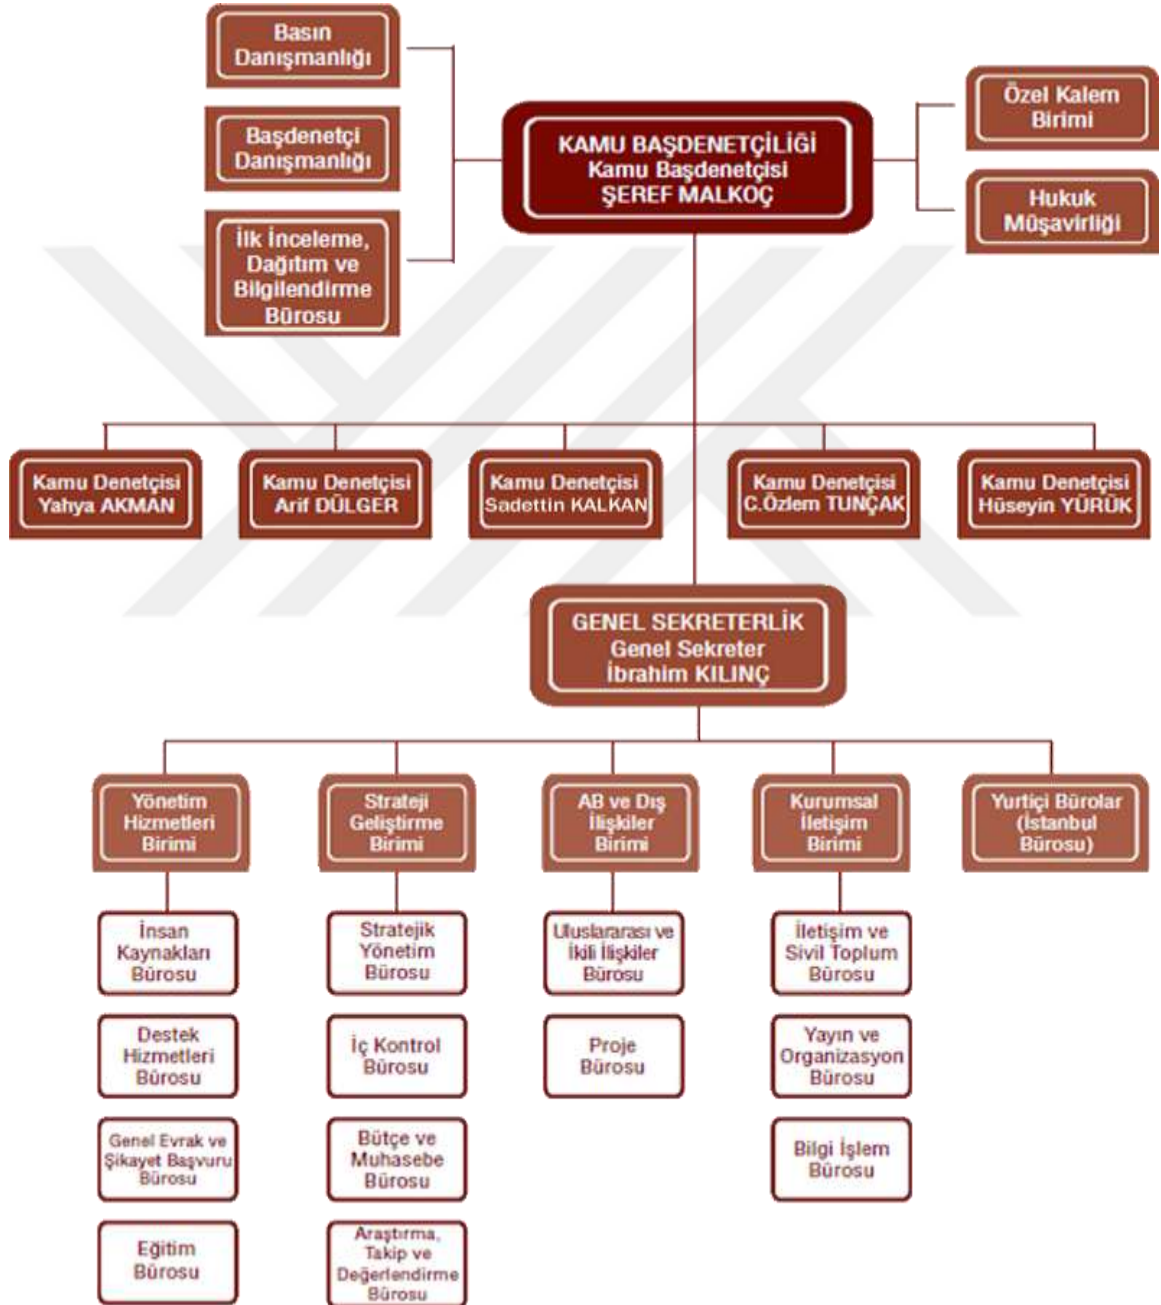 Basın
Danışmanlığı
Başdenetçi
Danışmanlığı
İlk İnceleme,
Dağıtım ve
Bilgilendirme
Bürosu
KAMU BAŞDENETÇİLİĞİ
Kamu Başdenetçisi
ŞEREF MALKOÇ
Özel Kalem
Birimi
Hukuk
Müşavirliği
Kamu Denetçisi
Yahya AKMAN
Kamu Denetçisi
Arif DÜLGER
Kamu Denetçisi
Sadettin KALKAN
Kamu Denetçisi
C.Özlem TUNÇAK
Kamu Denetçisi
Hüseyin YÜRÜK
GENEL SEKRETERLİK
Genel Sekreter
İbrahim KILINÇ
Yönetim
Hizmetleri
Birimi
Strateji
Geliştirme
Birimi
AB ve Dış
İlişkiler
Birimi
Kurumsal
İletişim
Birimi
Yurtiçi Bürolar
(İstanbul
Bürosu)
İnsan
Kaynakları
Bürosu
Destek
Hizmetleri
Bürosu
Genel Evrak ve
Şikayet Başvuru
Bürosu
Eğitim
Bürosu
Stratejik
Yönetim
Bürosu
İç Kontrol
Bürosu
Bütçe ve
Muhasebe
Bürosu
Araştırma,
Takip ve
Değerlendirme
Bürosu
Uluslararası ve
İkili İlişkiler
Bürosu
Proje
Bürosu
İletişim ve
Sivil Toplum
Bürosu
Yayın ve
Organizasyon
Bürosu
Bilgi İşlem
Bürosu